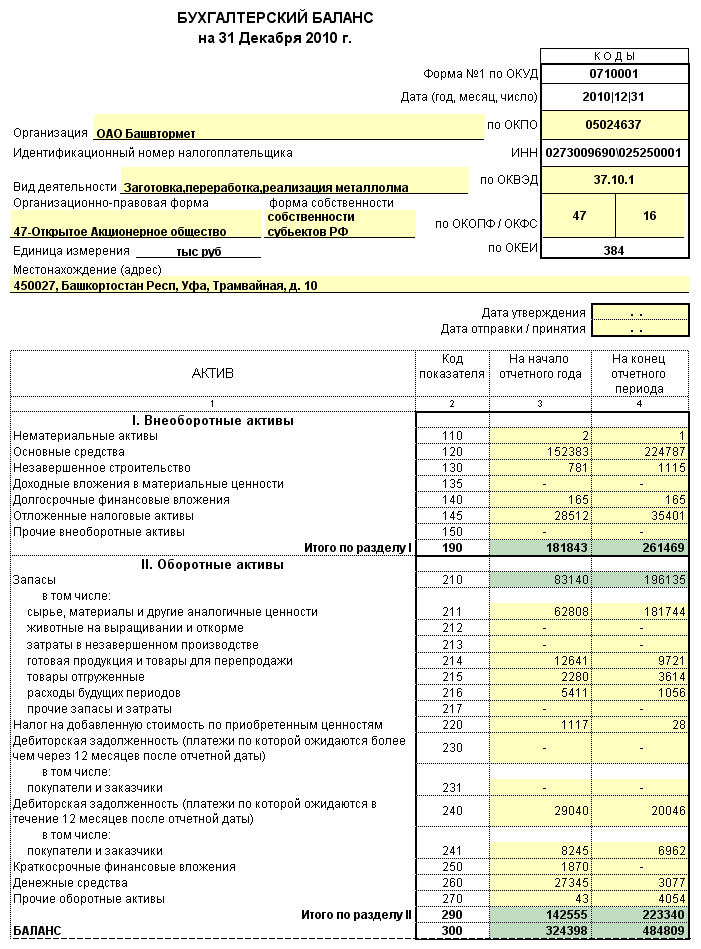 БУХГАЛТЕРСКИЙ БАЛАНС
на 31 Декабря 2010 г.
К О Д Ы
Форма №1 по ОКУД 0710001
Дата (год, месяц, число) 2010|12|31
Организация ОАО Башвтормет по ОКПО 05024637
Идентификационный номер налогоплательщика ИНН 0273009690\025250001
Вид деятельности Заготовка,переработка,реализация металлолма по ОКВЭД 37.10.1
Организационно-правовая форма форма собственности
47-Открытое Акционерное общество собственности субъектов РФ по ОКОПФ / ОКФС 47 16
Единица измерения тыс руб по ОКЕИ 384
Местонахождение (адрес)
450027, Башкортостан Респ, Уфа, Трамвайная, д. 10
Дата утверждения . .
Дата отправки / принятия . .
АКТИВ Код показателя На начало отчетного года На конец отчетного периода
1 2 3 4
I. Внеоборотные активы
Нематериальные активы 110 2 1
Основные средства 120 152383 224787
Незавершенное строительство 130 781 1115
Доходные вложения в материальные ценности 135 - -
Долгосрочные финансовые вложения 140 165 165
Отложенные налоговые активы 145 28512 35401
Прочие внеоборотные активы 150 - -
Итого по разделу I 190 181843 261469
II. Оборотные активы
Запасы 210 83140 196135
в том числе:
сырье, материалы и другие аналогичные ценности 211 62808 181744
животные на выращивании и откорме 212 - -
затраты в незавершенном производстве 213 - -
готовая продукция и товары для перепродажи 214 12641 9721
товары отгруженные 215 2280 3614
расходы будущих периодов 216 5411 1056
прочие запасы и затраты 217 - -
Налог на добавленную стоимость по приобретенным ценностям 220 1117 28
Дебиторская задолженность (платежи по которой ожидаются более
чем через 12 месяцев после отчетной даты) 230 - -
в том числе:
покупатели и заказчики 231 - -
Дебиторская задолженность (платежи по которой ожидаются в
течение 12 месяцев после отчетной даты) 240 29040 20046
в том числе:
покупатели и заказчики 241 8245 6962
Краткосрочные финансовые вложения 250 1870 -
Денежные средства 260 27345 3077
Прочие оборотные активы 270 43 4054
Итого по разделу II 290 142555 223340
БАЛАНС 300 324398 484809